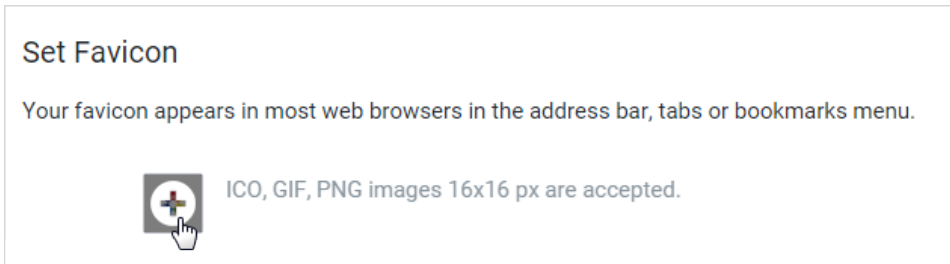 Set Favicon
Your favicon appears in most web browsers in the address bar, tabs or bookmarks menu.
ICO, GIF, PNG images 16x16 px are accepted.